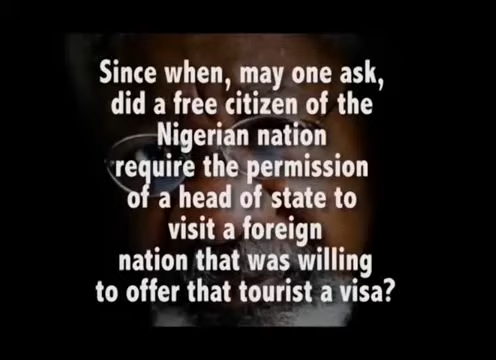 Since when, may one ask,
did a free citizen of the
Nigerian nation
require the permission
of a head of state to
visit a foreign
nation that was willing
to offer that tourist a visa?